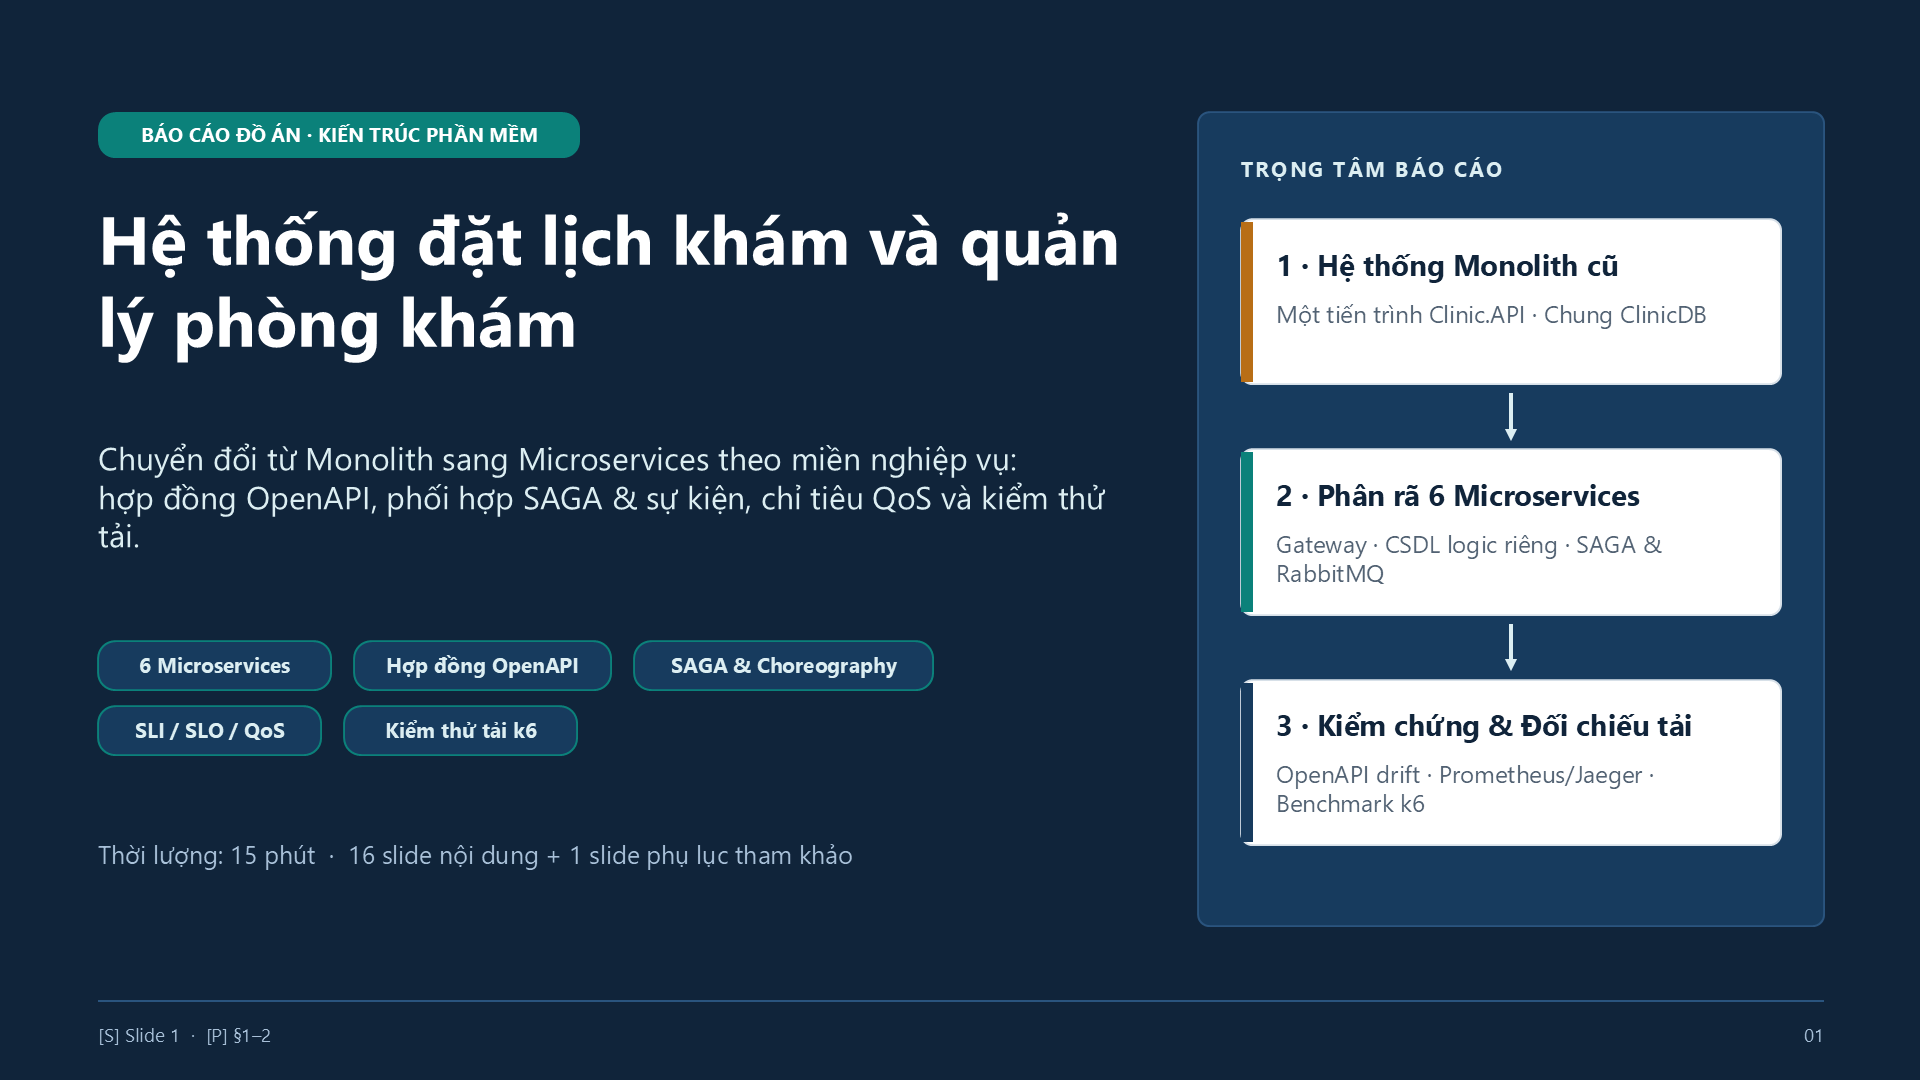 BÁO CÁO ĐỒ ÁN · KIẾN TRÚC PHẦN MỀM
Hệ thống đặt lịch khám và quản
lý phòng khám
Chuyển đổi từ Monolith sang Microservices theo miền nghiệp vụ:
hợp đồng OpenAPI, phối hợp SAGA & sự kiện, chỉ tiêu QoS và kiểm thử
tải.
6 Microservices
Hợp đồng OpenAPI
SAGA & Choreography
SLI / SLO / QoS
Kiểm thử tải k6
Thời lượng: 15 phút · 16 slide nội dung + 1 slide phụ lục tham khảo
TRỌNG TÂM BÁO CÁO
1 · Hệ thống Monolith cũ
Một tiến trình Clinic.API · Chung ClinicDB
2 · Phân rã 6 Microservices
Gateway · CSDL logic riêng · SAGA &
RabbitMQ
3 · Kiểm chứng & Đối chiếu tải
OpenAPI drift · Prometheus/Jaeger ·
Benchmark k6
[S] Slide 1 · [P] §1–2
01